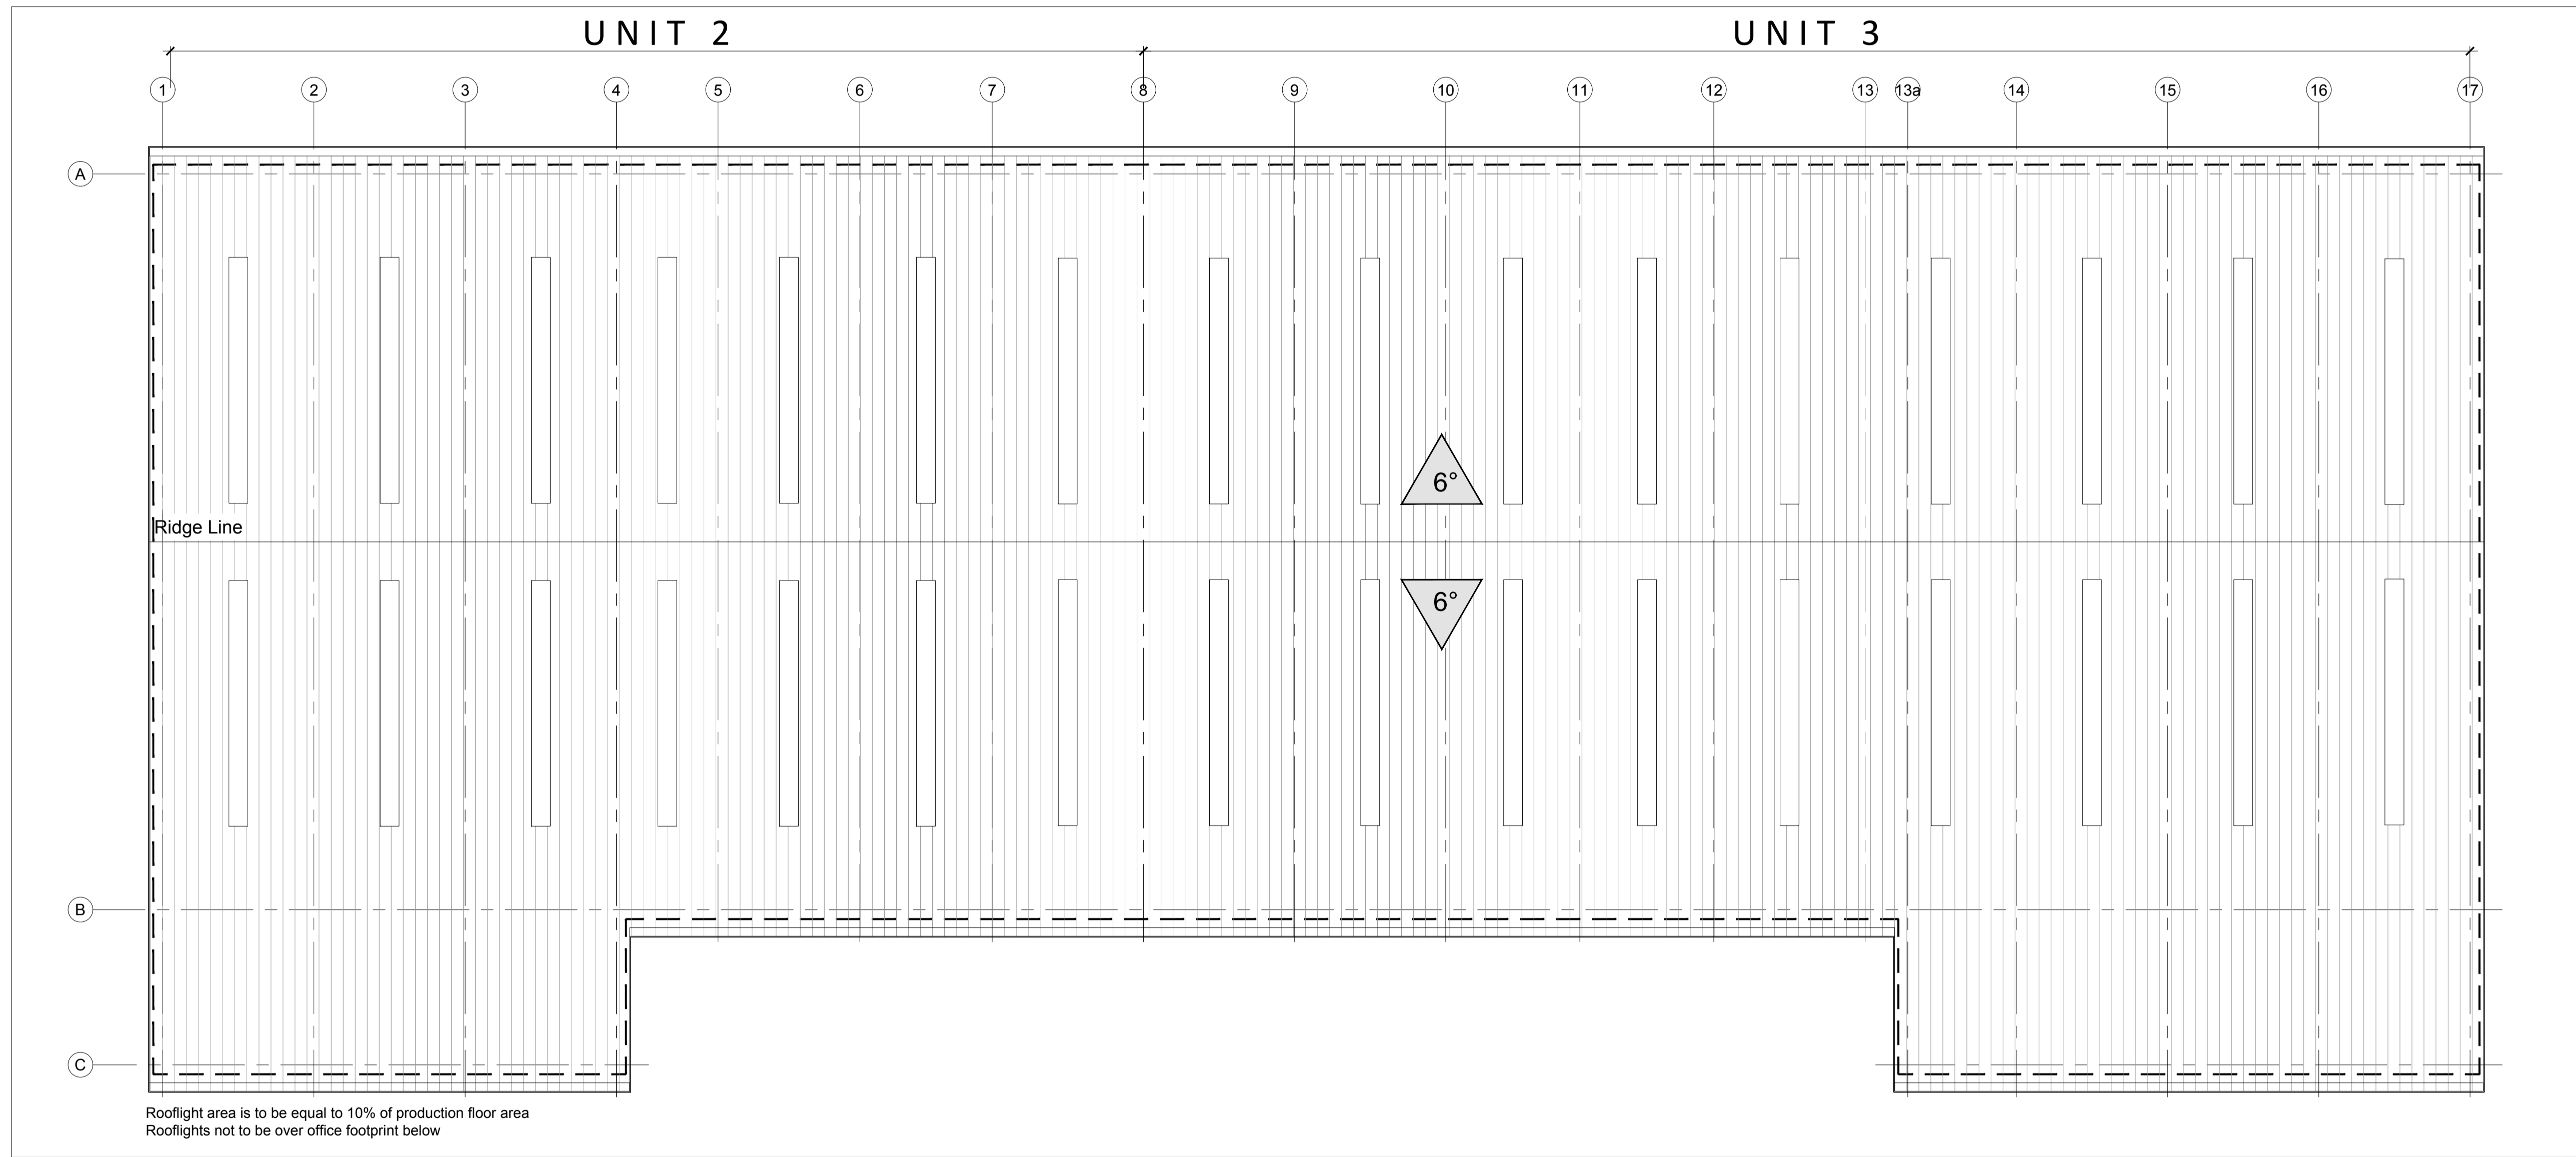 UNIT 2
UNIT 3
1 2 3 4 5 6 7 8 9 10 11 12 13 13a 14 15 16 17
A
6°
Ridge Line
6°
B
C
Rooflight area is to be equal to 10% of production floor area
Rooflights not to be over office footprint below